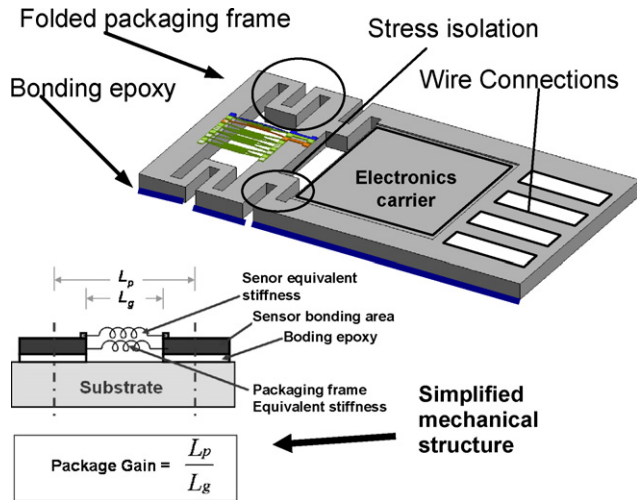 Folded packaging frame
Stress isolation
Bonding epoxy
Wire Connections
Electronics
carrier
Lp
Lg
Senor equivalent
stiffness
Sensor bonding area
Boding epoxy
Substrate
Packaging frame
Equivalent stiffness
Simplified
mechanical
structure
Package Gain = Lp
Lg